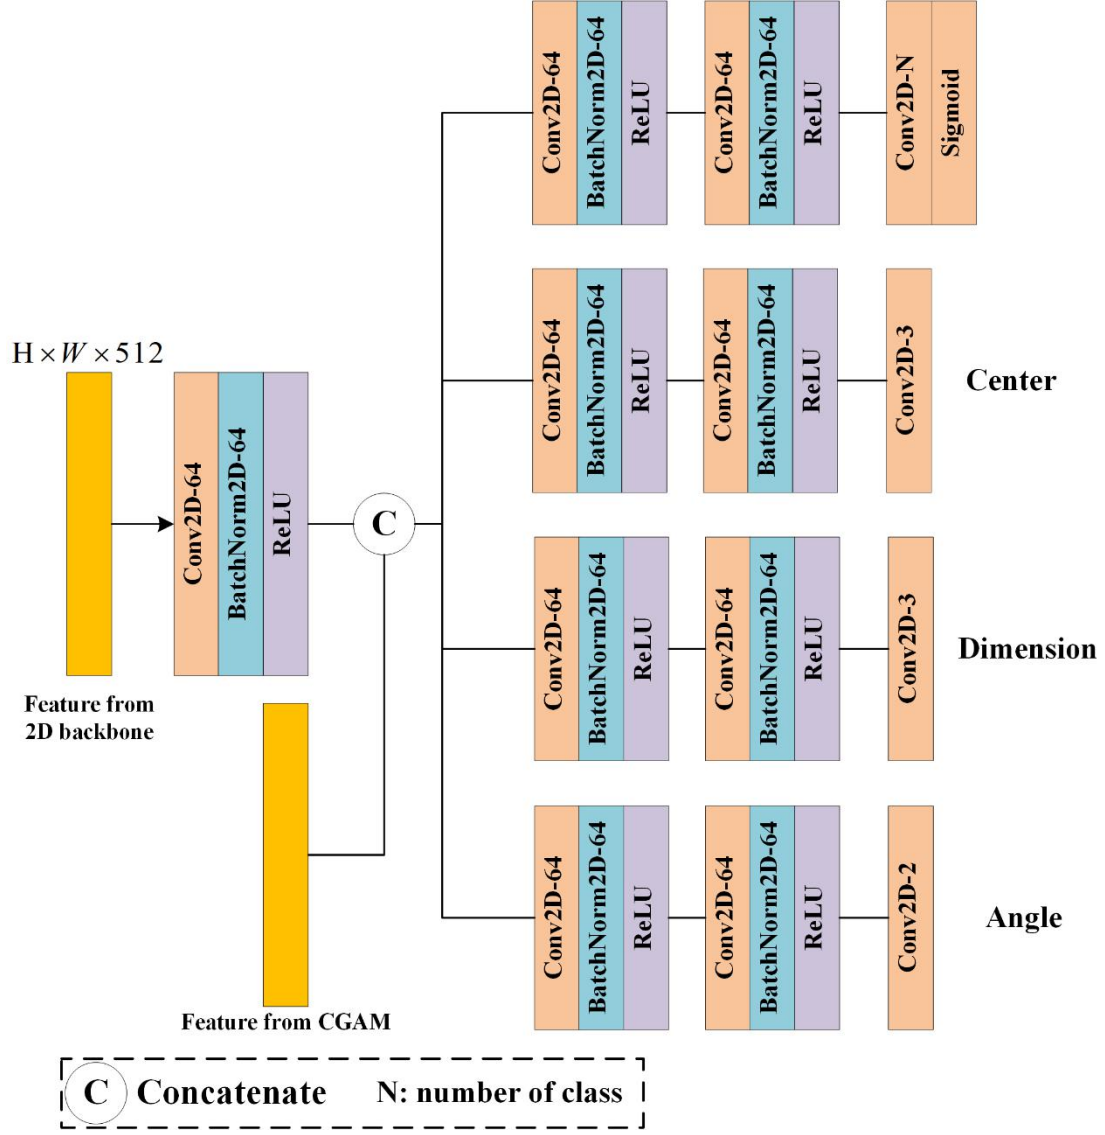 H × W × 512
Feature from
2D backbone
Conv2D-64
BatchNorm2D-64
ReLU
C
Feature from CGAM
Conv2D-64
BatchNorm2D-64
ReLU
Conv2D-64
BatchNorm2D-64
ReLU
Conv2D-N
Sigmoid
Conv2D-64
BatchNorm2D-64
ReLU
Conv2D-64
BatchNorm2D-64
ReLU
Conv2D-3
Center
Conv2D-64
BatchNorm2D-64
ReLU
Conv2D-64
BatchNorm2D-64
ReLU
Conv2D-3
Dimension
Conv2D-64
BatchNorm2D-64
ReLU
Conv2D-64
BatchNorm2D-64
ReLU
Conv2D-2
Angle
C Concatenate N: number of class